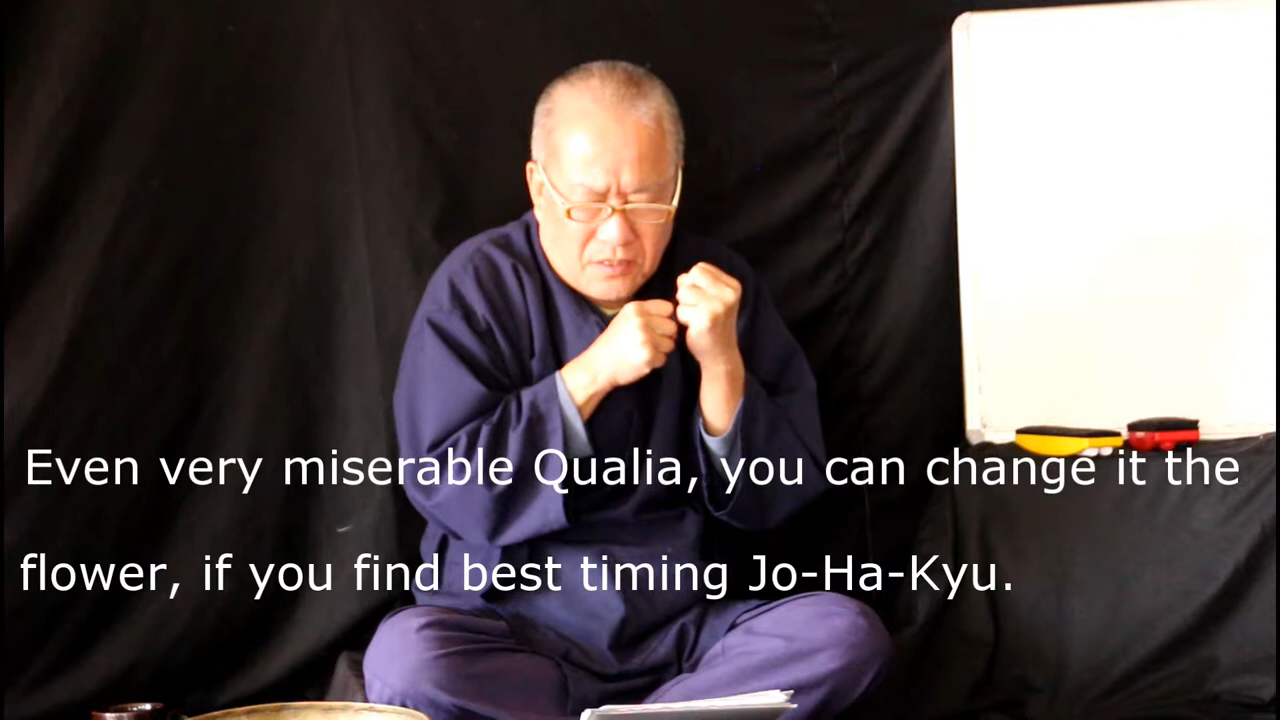 Even very miserable Qualia, you can change it the
flower, if you find best timing Jo-Ha-Kyu.